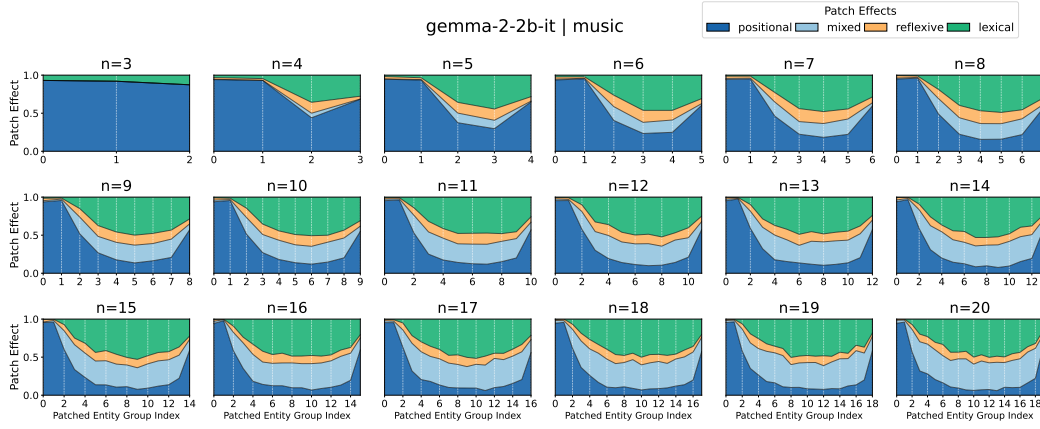 gemma-2-2b-it | music
Patch Effects
positional mixed reflexive lexical
n=3 n=4 n=5 n=6 n=7 n=8
Patch Effect
1.0
0.5
0.0
0 1 2
0 1 2 3
0 1 2 3 4
0 1 2 3 4 5
0 1 2 3 4 5 6
0 1 2 3 4 5 6
n=9 n=10 n=11 n=12 n=13 n=14
Patch Effect
1.0
0.5
0.0
0 1 2 3 4 5 6 7 8
0 1 2 3 4 5 6 7 8 9
0 2 4 6 8 10
0 2 4 6 8 10
0 2 4 6 8 10 12
0 2 4 6 8 10 12
n=15 n=16 n=17 n=18 n=19 n=20
Patch Effect
1.0
0.5
0.0
0 2 4 6 8 10 12 14
0 2 4 6 8 10 12 14
0 2 4 6 8 10 12 14 16
0 2 4 6 8 10 12 14 16
0 2 4 6 8 10 12 14 16 18
0 2 4 6 8 10 12 14 16 18
Patched Entity Group Index Patched Entity Group Index Patched Entity Group Index Patched Entity Group Index Patched Entity Group Index Patched Entity Group Index